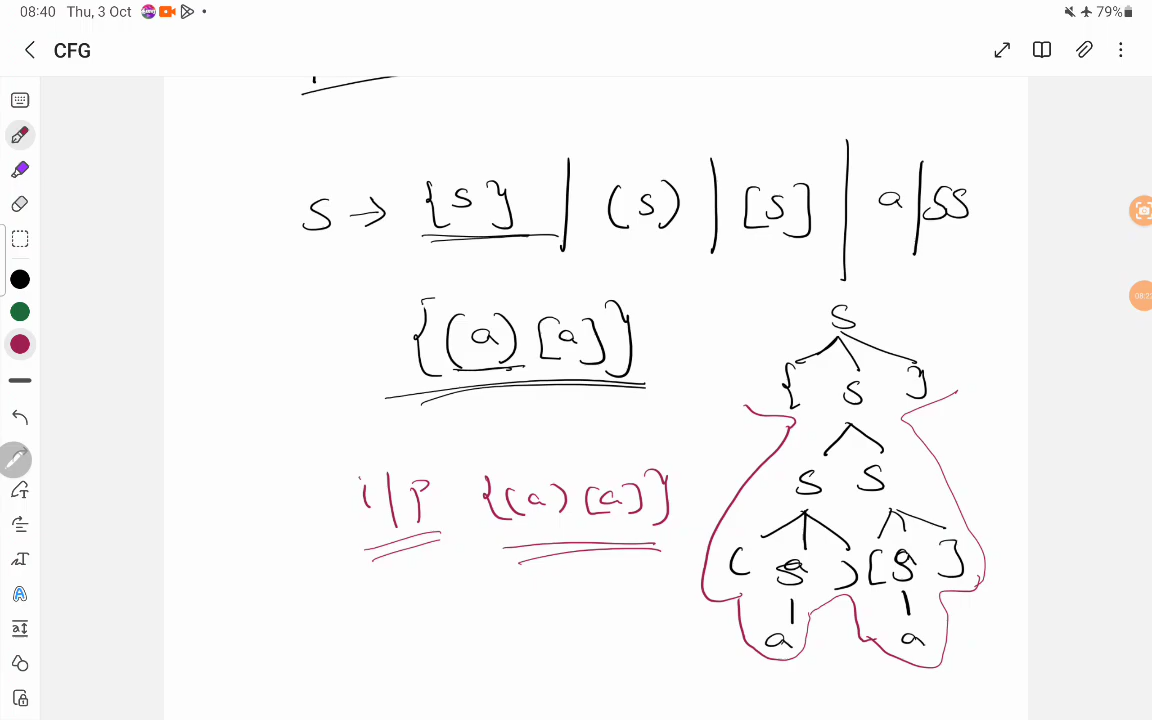 08:40 Thu, 3 Oct 79%
CFG
S → {S} | (S) | [S] | a | SS
{(a) [a]}
S
{ S }
S S
i/p {(a) [a]}
( S ) [ S ]
a a